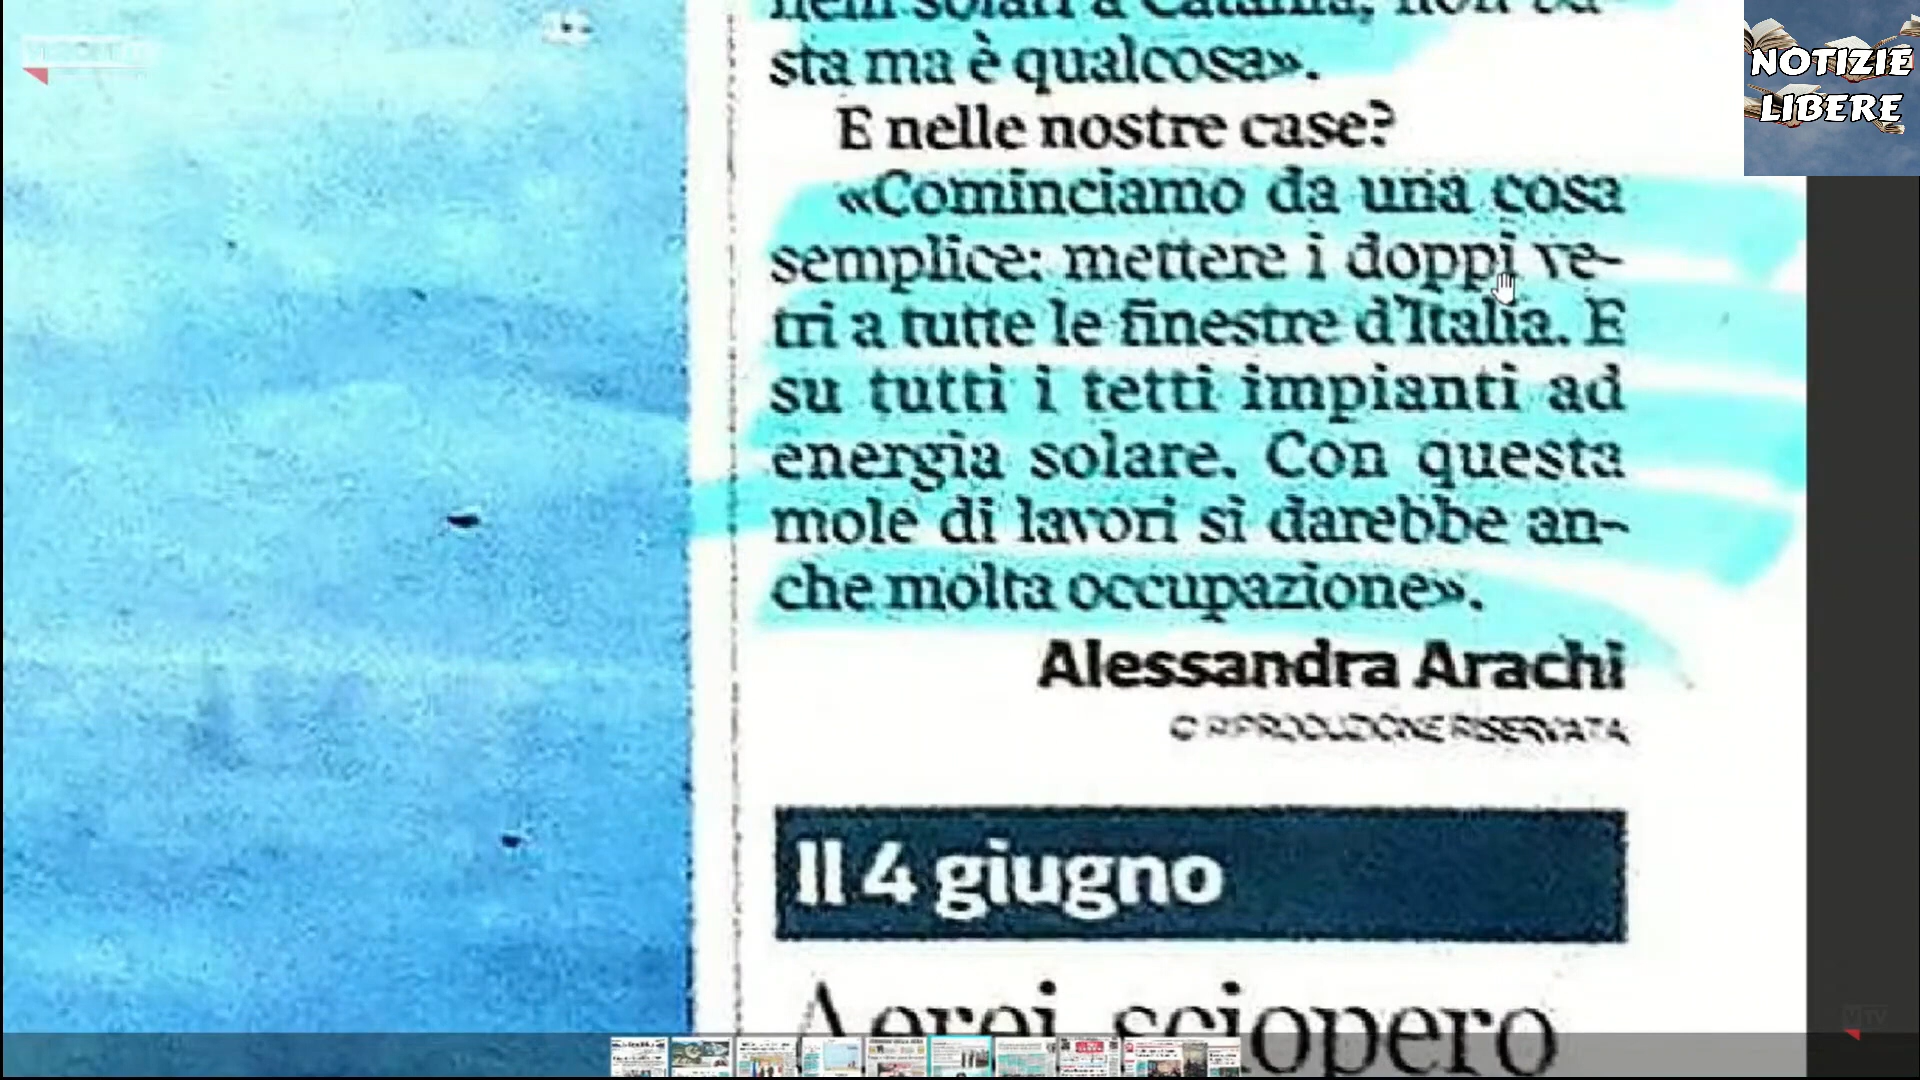 sta ma è qualcosa».
E nelle nostre case?
«Cominciamo da una cosa
semplice: mettere i doppi ve-
tri a tutte le finestre d'Italia. E
su tutti i tetti impianti ad
energia solare. Con questa
mole di lavori si darebbe an-
che molta occupazione».
Alessandra Arachi
© RIPRODUZIONE RISERVATA
Il 4 giugno
Aerei, sciopero
NOTIZIE
LIBERE